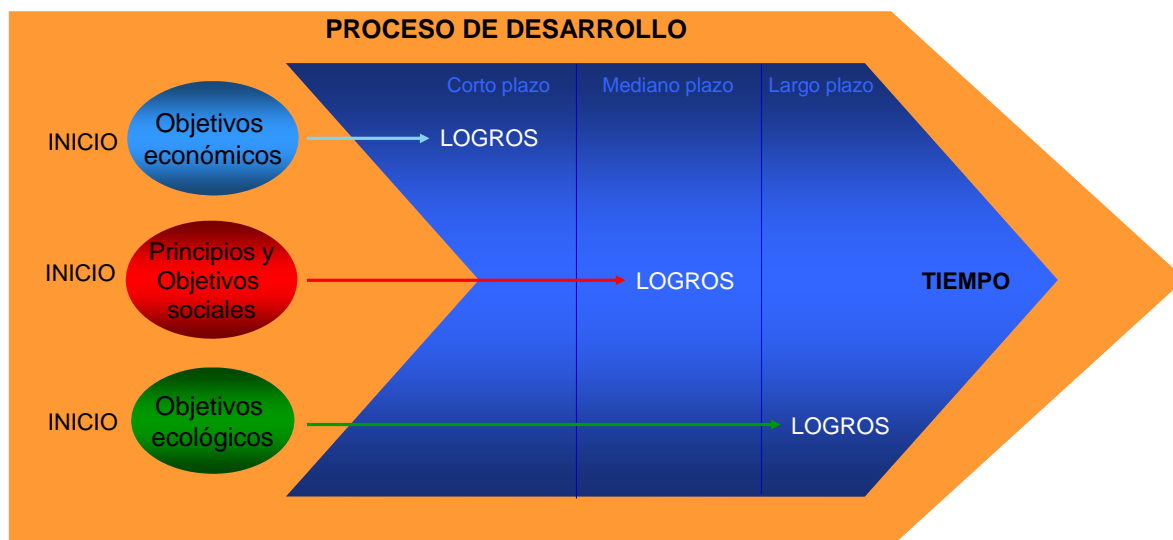 PROCESO DE DESARROLLO
Corto plazo
Mediano plazo
Largo plazo
INICIO
Objetivos
económicos
LOGROS
INICIO
Principios y
Objetivos
sociales
LOGROS
TIEMPO
INICIO
Objetivos
ecológicos
LOGROS